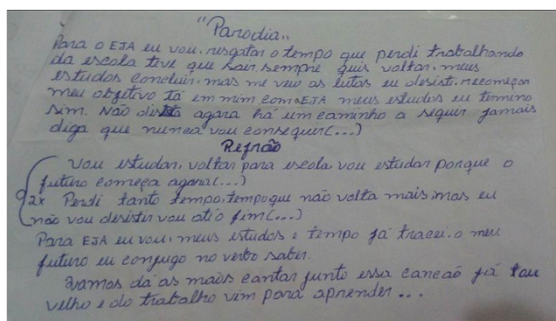 "Parodia"
Para o EJA eu vou, resgatar o tempo que perdi trabalhando
da escola tive que sair, sempre quis voltar, meus
estudos concluir, mas me veio as lutas eu desisti, recomeçar
meu objetivo tá em mim com a EJA meus estudos eu termino
sim. Não desista agora há um caminho a seguir jamais
diga que nunca vou conseguir(...)
Refrão
Vou estudar, voltar para escola vou estudar porque o
futuro começa agora(...)
2x Perdi tanto tempo, tempo que não volta mais, mas eu
não vou desistir vou até o fim(...)
Para EJA eu vou, meus estudos e tempo já tracei, o meu
futuro eu conjugo no verbo saber.
Vamos dá as mãos cantar junto essa canção já tou
velho e do trabalho vim para aprender...